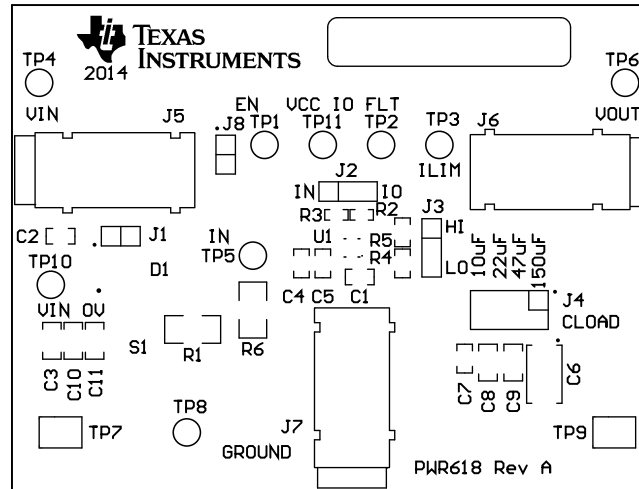 TEXAS INSTRUMENTS
2014
TP4
VIN
TP6
VOUT
J5
J8
EN
TP1
VCC IO
TP11
FLT
TP2
TP3
ILIM
J6
J2
IN
IO
R3
R2
J3
HI
LO
C2
J1
D1
IN
TP5
U1
R5
R4
10uF
22uF
47uF
150uF
J4
CLOAD
TP10
VIN OV
C4
C5
C1
S1
R1
R6
C3
C10
C11
C7
C8
C9
C6
TP7
TP8
J7
GROUND
TP9
PWR618 Rev A